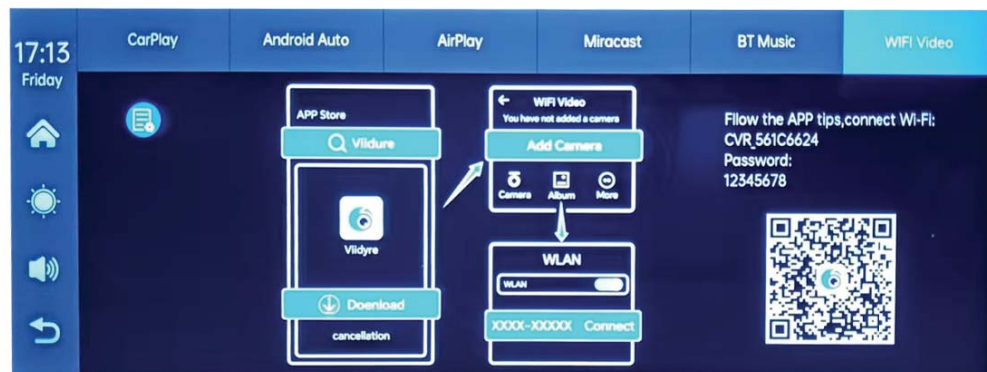 17:13
Friday
CarPlay
Android Auto
AirPlay
Miracast
BT Music
WIFI Video
APP Store
Viidure
Viidyre
Doenload
cancellation
WIFI Video
You have not added a camera
Add Camera
Camera
Album
More
WLAN
WLAN
XXXX-XXXXX Connect
Fllow the APP tips,connect Wi-Fi:
CVR_561C6624
Password:
12345678